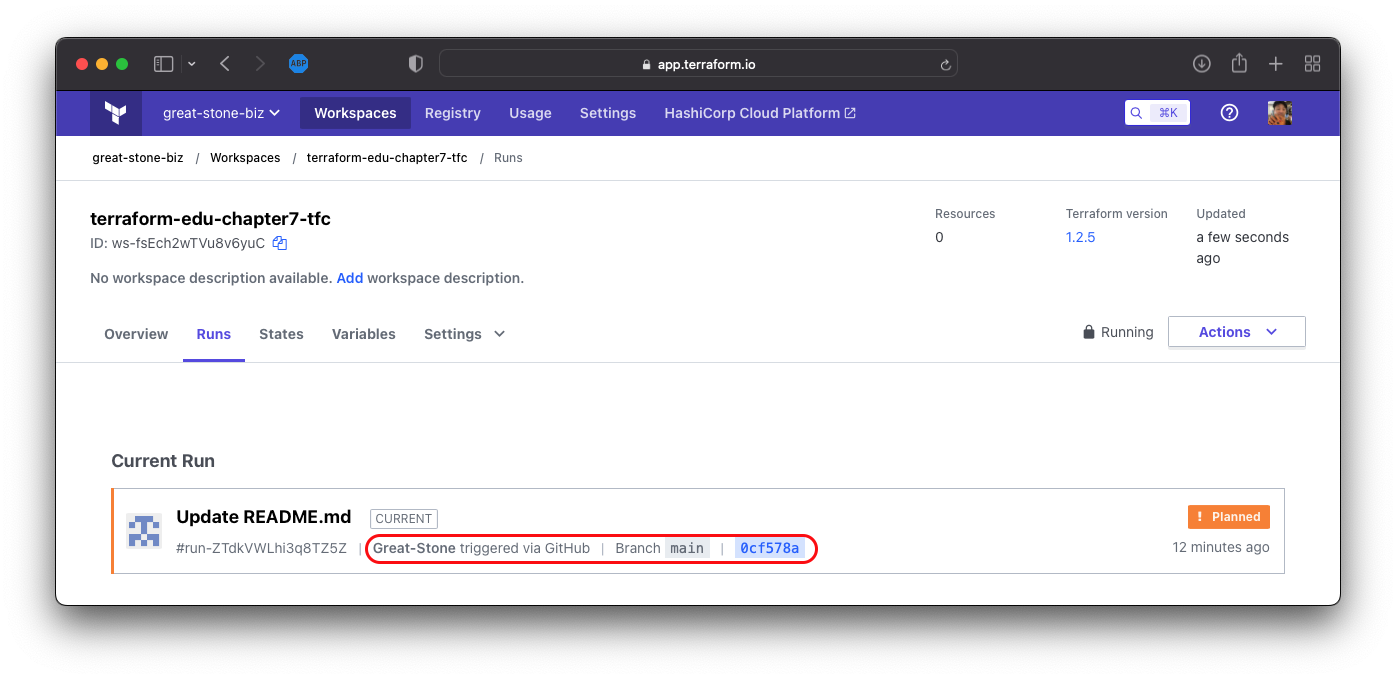 ABP
app.terraform.io
great-stone-biz Workspaces Registry Usage Settings HashiCorp Cloud Platform ⌘K
great-stone-biz / Workspaces / terraform-edu-chapter7-tfc / Runs
terraform-edu-chapter7-tfc
ID: ws-fsEch2wTVu8v6yuC
No workspace description available. Add workspace description.
Resources
0
Terraform version
1.2.5
Updated
a few seconds
ago
Overview Runs States Variables Settings
Running Actions
Current Run
Update README.md CURRENT
! Planned
#run-ZTdkVWLhi3q8TZ5Z | Great-Stone triggered via GitHub | Branch main | 0cf578a
12 minutes ago